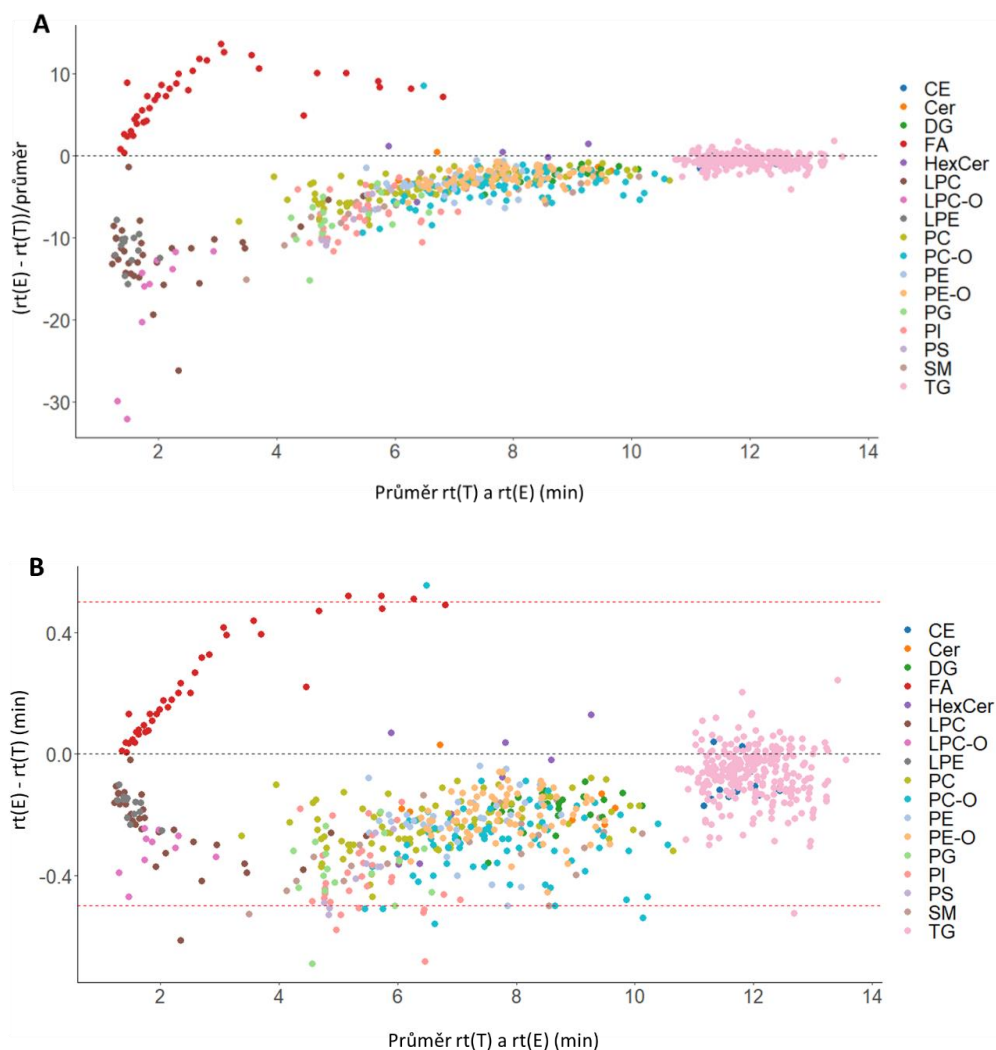 A
(rt(E) - rt(T))/průměr
10
0
-10
-20
-30
2 4 6 8 10 12 14
Průměr rt(T) a rt(E) (min)
CE
Cer
DG
FA
HexCer
LPC
LPC-O
LPE
PC
PC-O
PE
PE-O
PG
PI
PS
SM
TG
B
rt(E) - rt(T) (min)
0.4
0.0
-0.4
2 4 6 8 10 12 14
Průměr rt(T) a rt(E) (min)
CE
Cer
DG
FA
HexCer
LPC
LPC-O
LPE
PC
PC-O
PE
PE-O
PG
PI
PS
SM
TG